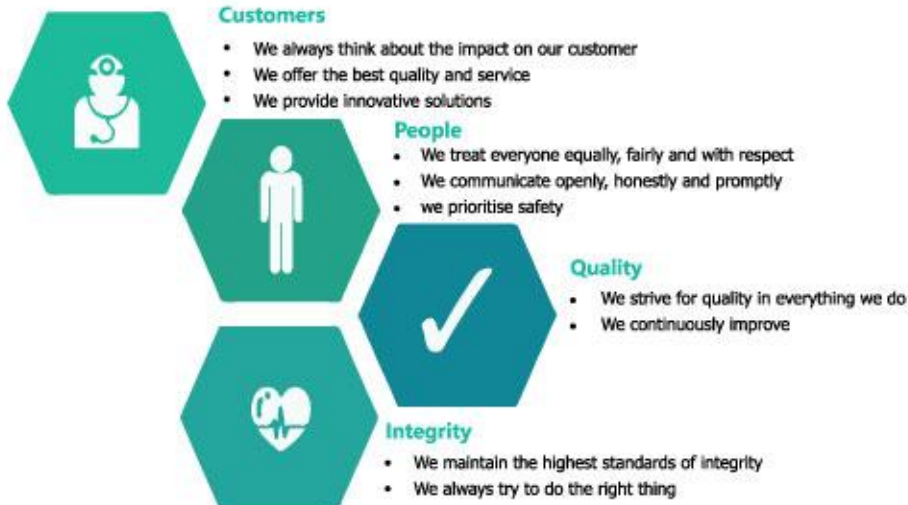 Customers
• We always think about the impact on our customer
• We offer the best quality and service
• We provide innovative solutions
People
• We treat everyone equally, fairly and with respect
• We communicate openly, honestly and promptly
• we prioritise safety
Quality
• We strive for quality in everything we do
• We continuously improve
Integrity
• We maintain the highest standards of integrity
• We always try to do the right thing